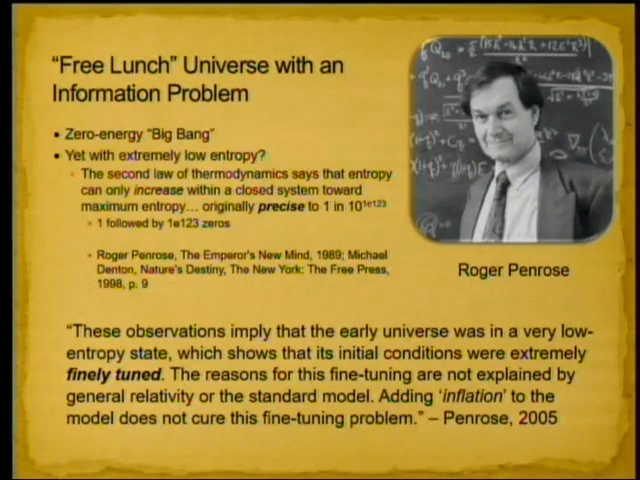 “Free Lunch” Universe with an
Information Problem
• Zero-energy “Big Bang”
• Yet with extremely low entropy?
The second law of thermodynamics says that entropy
can only increase within a closed system toward
maximum entropy… originally precise to 1 in 10^1e123
1 followed by 1e123 zeros
Roger Penrose, The Emperor's New Mind, 1989; Michael
Denton, Nature's Destiny, The New York: The Free Press,
1998, p. 9
Roger Penrose
“These observations imply that the early universe was in a very low-
entropy state, which shows that its initial conditions were extremely
finely tuned. The reasons for this fine-tuning are not explained by
general relativity or the standard model. Adding ‘inflation’ to the
model does not cure this fine-tuning problem.” – Penrose, 2005